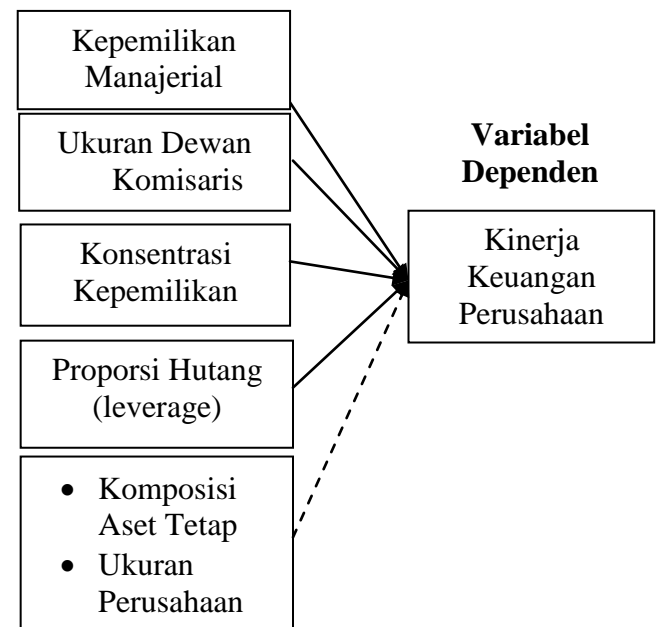 Kepemilikan
Manajerial
Ukuran Dewan
Komisaris
Konsentrasi
Kepemilikan
Proporsi Hutang
(leverage)
• Komposisi
Aset Tetap
• Ukuran
Perusahaan
Variabel
Dependen
Kinerja
Keuangan
Perusahaan